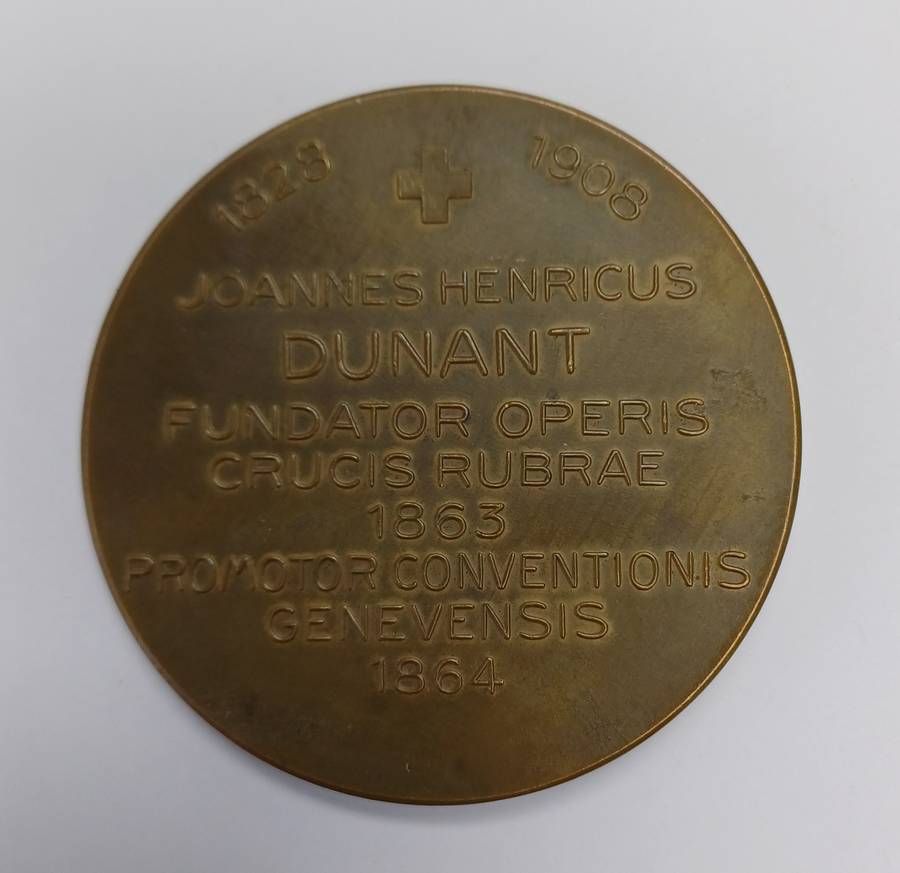 1828 1908
JOANNES HENRICUS
DUNANT
FUNDATOR OPERIS
CRUCIS RUBRAE
1863
PROMOTOR CONVENTIONIS
GENEVENSIS
1864